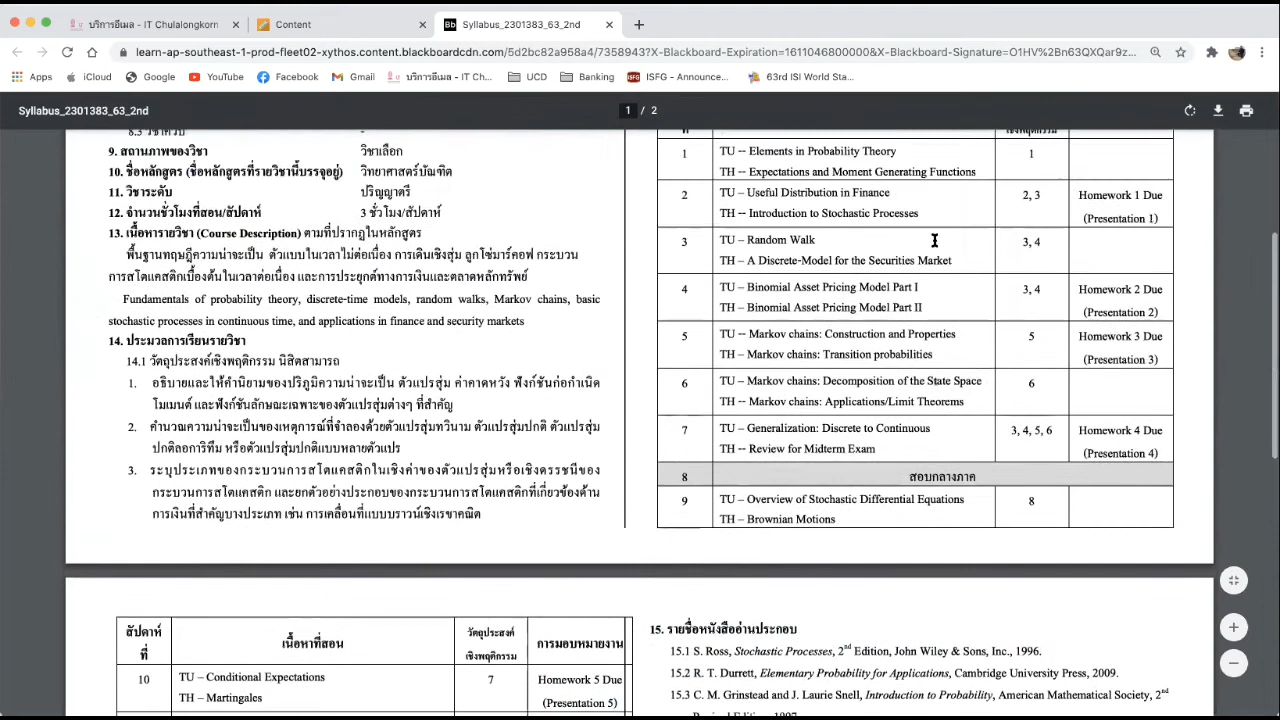 บริการอีเมล - IT Chulalongkorn
Content
Bb Syllabus_2301383_63_2nd
learn-ap-southeast-1-prod-fleet02-xythos.content.blackboardcdn.com/5d2bc82a958a4/7358943?X-Blackboard-Expiration=1611046800000&X-Blackboard-Signature=O1HV%2Bn63QXQar9z...
Apps iCloud Google YouTube Facebook Gmail บริการอีเมล - IT Ch... UCD Banking ISFG - Announce... 63rd ISI World Sta...
Syllabus_2301383_63_2nd
1 / 2
8.3 วิชาควบ -
9. สถานภาพของวิชา วิชาเลือก
10. ชื่อหลักสูตร (ชื่อหลักสูตรที่รายวิชานี้บรรจุอยู่) วิทยาศาสตร์บัณฑิต
11. วิชาระดับ ปริญญาตรี
12. จำนวนชั่วโมงที่สอน/สัปดาห์ 3 ชั่วโมง/สัปดาห์
13. เนื้อหารายวิชา (Course Description) ตามที่ปรากฏในหลักสูตร
พื้นฐานทฤษฎีความน่าจะเป็น ตัวแบบในเวลาไม่ต่อเนื่อง การเดินเชิงสุ่ม ลูกโซ่มาร์คอฟ กระบวน
การสโตแคสติกเบื้องต้นในเวลาต่อเนื่อง และการประยุกต์ทางการเงินและตลาดหลักทรัพย์
Fundamentals of probability theory, discrete-time models, random walks, Markov chains, basic
stochastic processes in continuous time, and applications in finance and security markets
14. ประมวลการเรียนรายวิชา
14.1 วัตถุประสงค์เชิงพฤติกรรม นิสิตสามารถ
1. อธิบายและให้คำนิยามของปริภูมิความน่าจะเป็น ตัวแปรสุ่ม ค่าคาดหวัง ฟังก์ชันก่อกำเนิด
โมเมนต์ และฟังก์ชันลักษณะเฉพาะของตัวแปรสุ่มต่างๆ ที่สำคัญ
2. คำนวณความน่าจะเป็นของเหตุการณ์ที่จำลองด้วยตัวแปรสุ่มทวินาม ตัวแปรสุ่มปกติ ตัวแปรสุ่ม
ปกติลอการิทึม หรือตัวแปรสุ่มปกติแบบหลายตัวแปร
3. ระบุประเภทของกระบวนการสโตแคสติกในเชิงค่าของตัวแปรสุ่มหรือเชิงดรรชนีของ
กระบวนการสโตแคสติก และยกตัวอย่างประกอบของกระบวนการสโตแคสติกที่เกี่ยวข้องด้าน
การเงินที่สำคัญบางประเภท เช่น การเคลื่อนที่แบบบราวน์เชิงเรขาคณิต
ที่ เชิงพฤติกรรม
1 TU -- Elements in Probability Theory 1
TH -- Expectations and Moment Generating Functions
2 TU -- Useful Distribution in Finance 2, 3 Homework 1 Due
TH -- Introduction to Stochastic Processes (Presentation 1)
3 TU – Random Walk 3, 4
TH – A Discrete-Model for the Securities Market
4 TU – Binomial Asset Pricing Model Part I 3, 4 Homework 2 Due
TH – Binomial Asset Pricing Model Part II (Presentation 2)
5 TU -- Markov chains: Construction and Properties 5 Homework 3 Due
TH – Markov chains: Transition probabilities (Presentation 3)
6 TU – Markov chains: Decomposition of the State Space 6
TH -- Markov chains: Applications/Limit Theorems
7 TU – Generalization: Discrete to Continuous 3, 4, 5, 6 Homework 4 Due
TH -- Review for Midterm Exam (Presentation 4)
8 สอบกลางภาค
9 TU – Overview of Stochastic Differential Equations 8
TH – Brownian Motions
สัปดาห์ที่ เนื้อหาที่สอน วัตถุประสงค์เชิงพฤติกรรม การมอบหมายงาน
10 TU – Conditional Expectations 7 Homework 5 Due
TH – Martingales (Presentation 5)
15. รายชื่อหนังสืออ่านประกอบ
15.1 S. Ross, Stochastic Processes, 2nd Edition, John Wiley & Sons, Inc., 1996.
15.2 R. T. Durrett, Elementary Probability for Applications, Cambridge University Press, 2009.
15.3 C. M. Grinstead and J. Laurie Snell, Introduction to Probability, American Mathematical Society, 2nd
Revised Edition, 1997